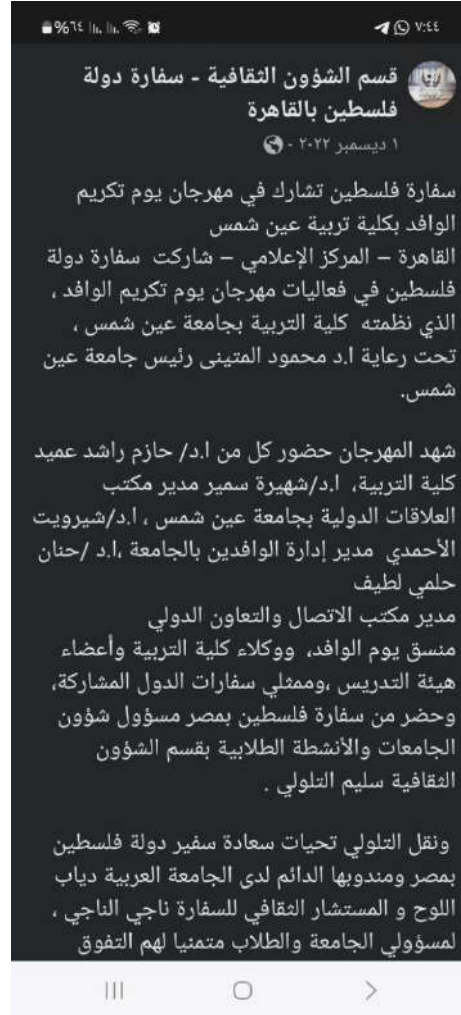 %٦٤ ٧:٤٤
قسم الشؤون الثقافية - سفارة دولة
فلسطين بالقاهرة
١ ديسمبر ٢٠٢٢ ·
سفارة فلسطين تشارك في مهرجان يوم تكريم
الوافد بكلية تربية عين شمس
القاهرة – المركز الإعلامي – شاركت سفارة دولة
فلسطين في فعاليات مهرجان يوم تكريم الوافد ،
الذي نظمته كلية التربية بجامعة عين شمس ،
تحت رعاية ا.د محمود المتينى رئيس جامعة عين
شمس.
شهد المهرجان حضور كل من ا.د/ حازم راشد عميد
كلية التربية، ا.د/شهيرة سمير مدير مكتب
العلاقات الدولية بجامعة عين شمس ، ا.د/شيرويت
الأحمدي مدير إدارة الوافدين بالجامعة ،ا.د /حنان
حلمي لطيف
مدير مكتب الاتصال والتعاون الدولي
منسق يوم الوافد، ووكلاء كلية التربية وأعضاء
هيئة التدريس ،وممثلي سفارات الدول المشاركة،
وحضر من سفارة فلسطين بمصر مسؤول شؤون
الجامعات والأنشطة الطلابية بقسم الشؤون
الثقافية سليم التلولي .
ونقل التلولي تحيات سعادة سفير دولة فلسطين
بمصر ومندوبها الدائم لدى الجامعة العربية دياب
اللوح و المستشار الثقافي للسفارة ناجي الناجي ،
لمسؤولي الجامعة والطلاب متمنيا لهم التفوق